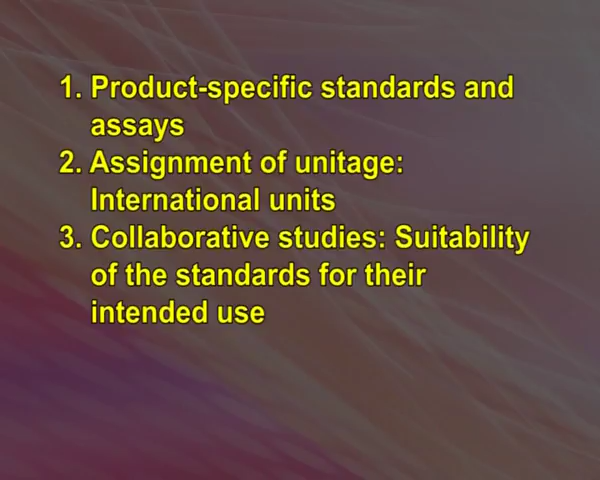 1. Product-specific standards and
assays
2. Assignment of unitage:
International units
3. Collaborative studies: Suitability
of the standards for their
intended use